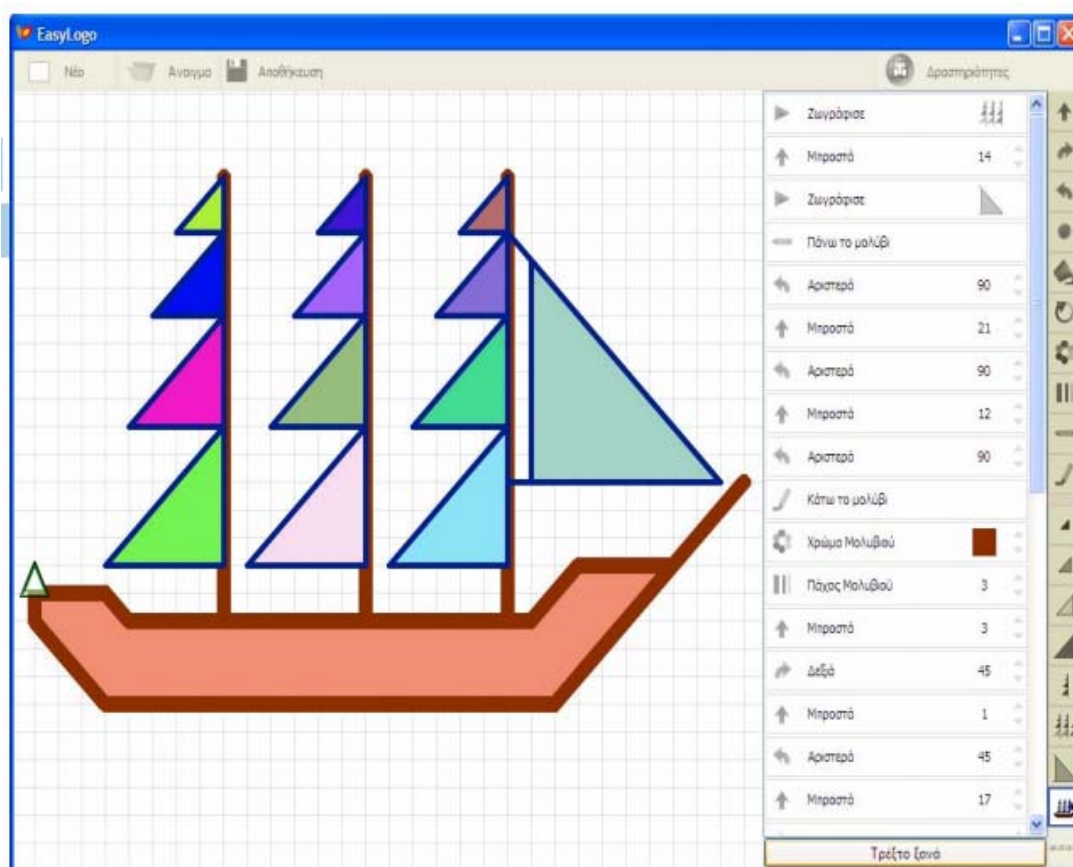 EasyLogo
Νέο Άνοιγμα Αποθήκευση Δραστηριότητες
Ζωγράφισε
Μπροστά 14
Ζωγράφισε
Πάνω το μολύβι
Αριστερά 90
Μπροστά 21
Αριστερά 90
Μπροστά 12
Αριστερά 90
Κάτω το μολύβι
Χρώμα Μολυβιού
Πάχος Μολυβιού 3
Μπροστά 3
Δεξιά 45
Μπροστά 1
Αριστερά 45
Μπροστά 17
Τρέξτο ξανά